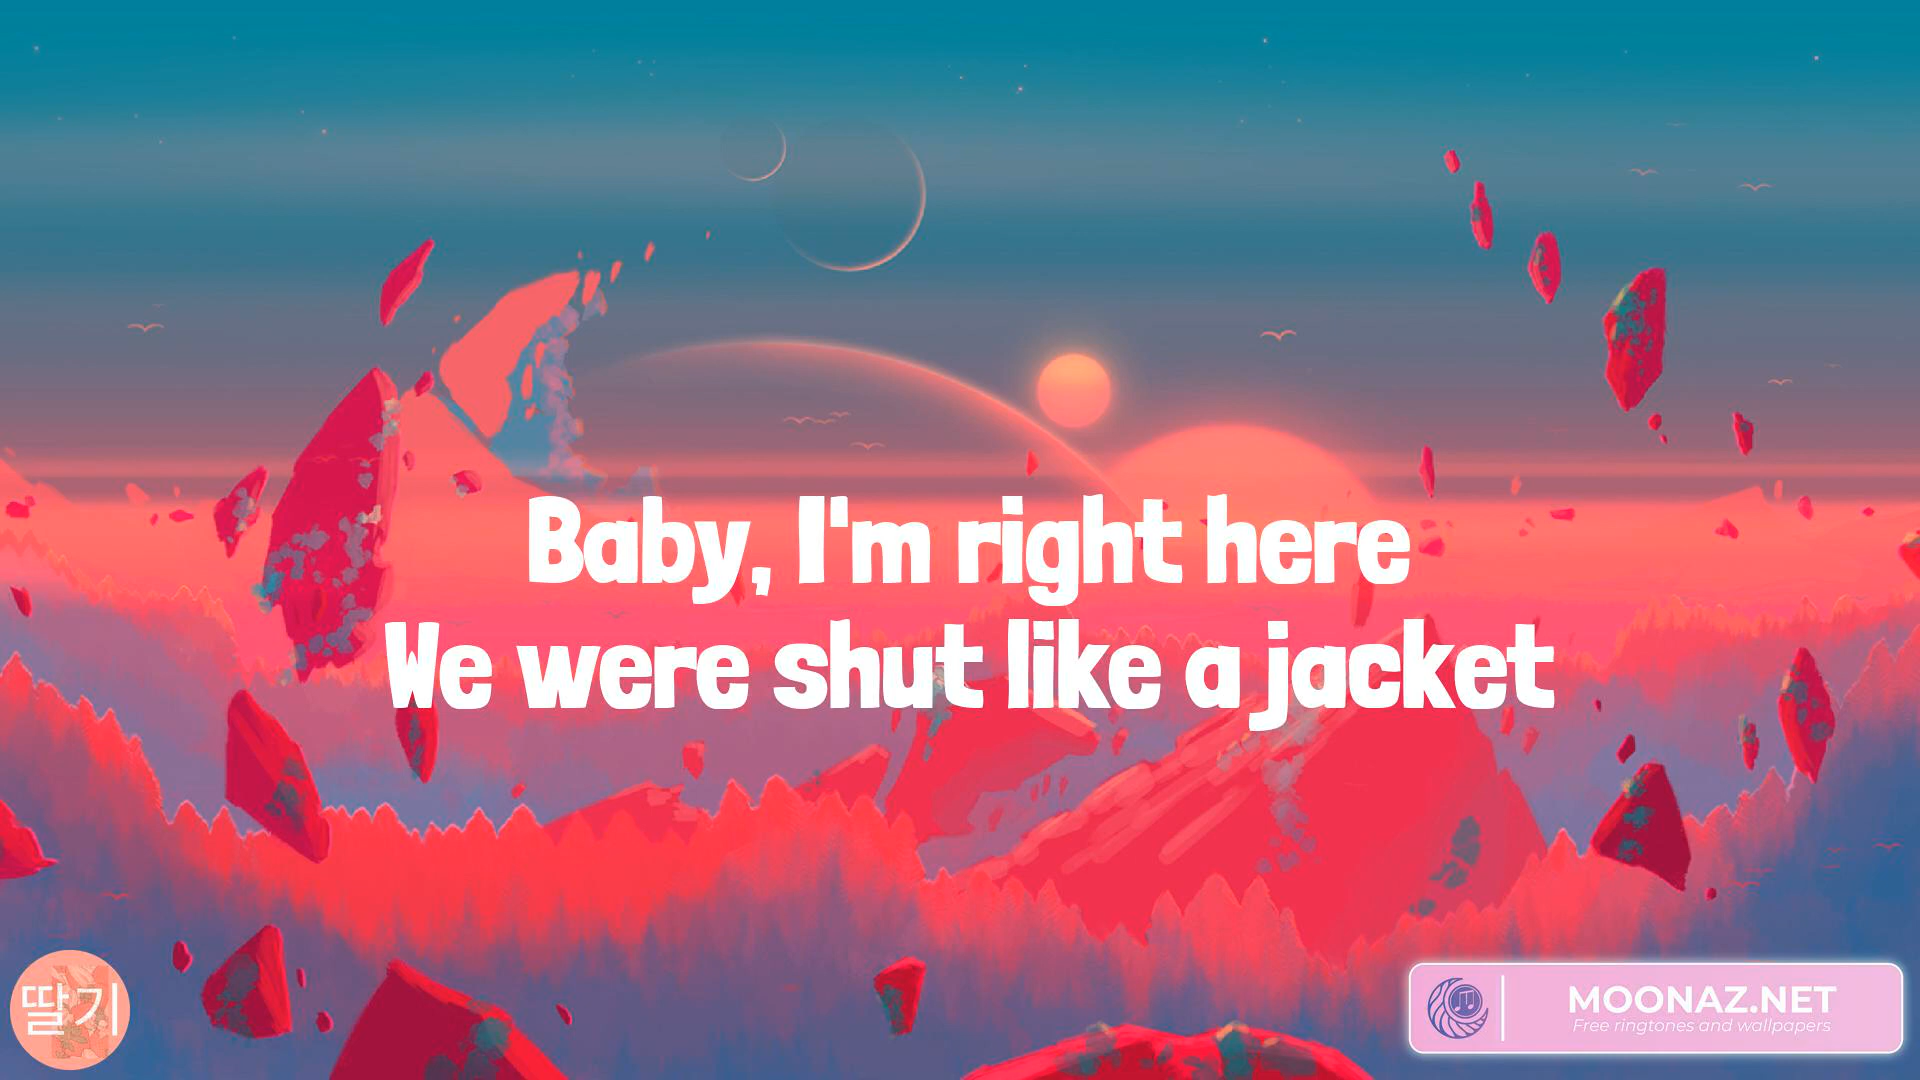 Baby, I'm right here
We were shut like a jacket
딸기
MOONAZ.NET
Free ringtones and wallpapers